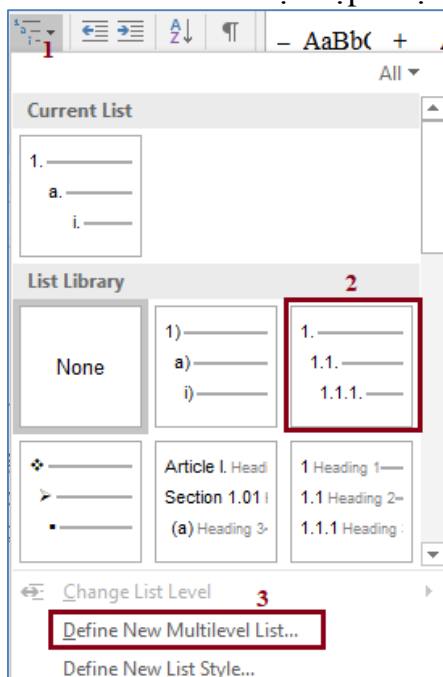 1
– AaBb( +
All
Current List
1.
a.
i.
List Library
2
None
1)
a)
i)
1.
1.1.
1.1.1.
Article I. Headi
Section 1.01
(a) Heading 3
1 Heading 1
1.1 Heading 2
1.1.1 Heading
Change List Level
3
Define New Multilevel List...
Define New List Style...